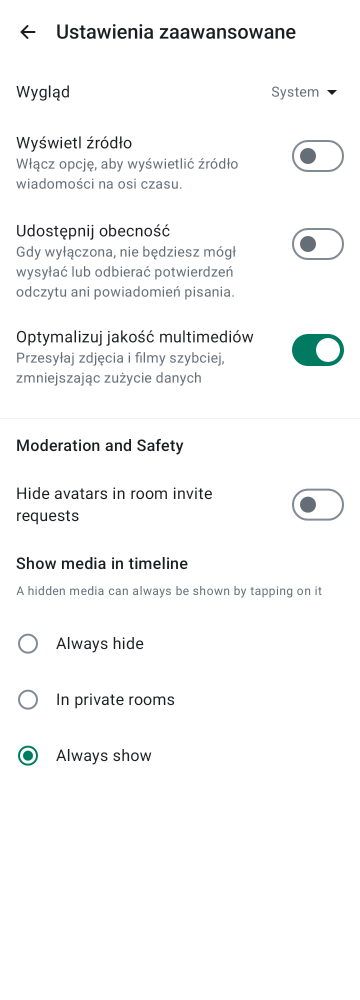 Ustawienia zaawansowane
Wygląd
System
Wyświetl źródło
Włącz opcję, aby wyświetlić źródło
wiadomości na osi czasu.
Udostępnij obecność
Gdy wyłączona, nie będziesz mógł
wysyłać lub odbierać potwierdzeń
odczytu ani powiadomień pisania.
Optymalizuj jakość multimediów
Przesyłaj zdjęcia i filmy szybciej,
zmniejszając zużycie danych
Moderation and Safety
Hide avatars in room invite
requests
Show media in timeline
A hidden media can always be shown by tapping on it
Always hide
In private rooms
Always show